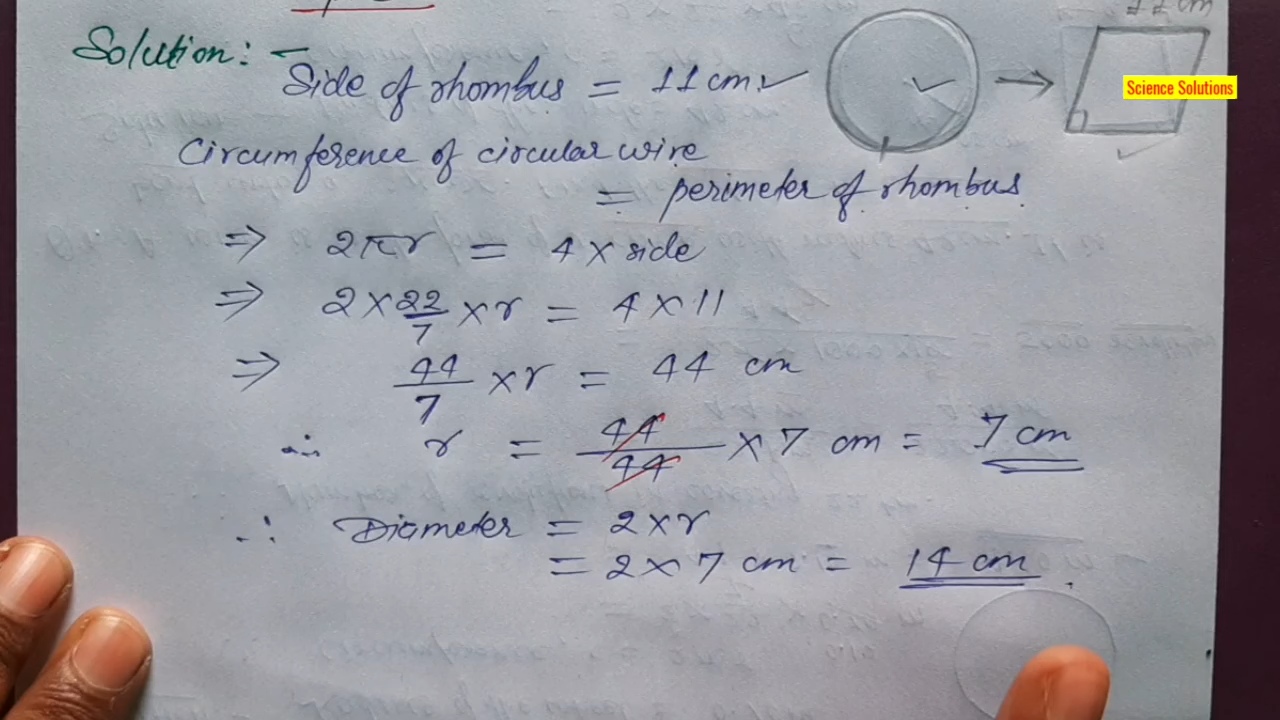 11 cm
Solution: -
Side of rhombus = 11 cm ✓
Science Solutions
Circumference of circular wire
= perimeter of rhombus
⇒ 2πr = 4 × side
⇒ 2 × 22/7 × r = 4 × 11
⇒ 44/7 × r = 44 cm
∴ r = 44/44 × 7 cm = 7 cm
∴ Diameter = 2 × r
= 2 × 7 cm = 14 cm.